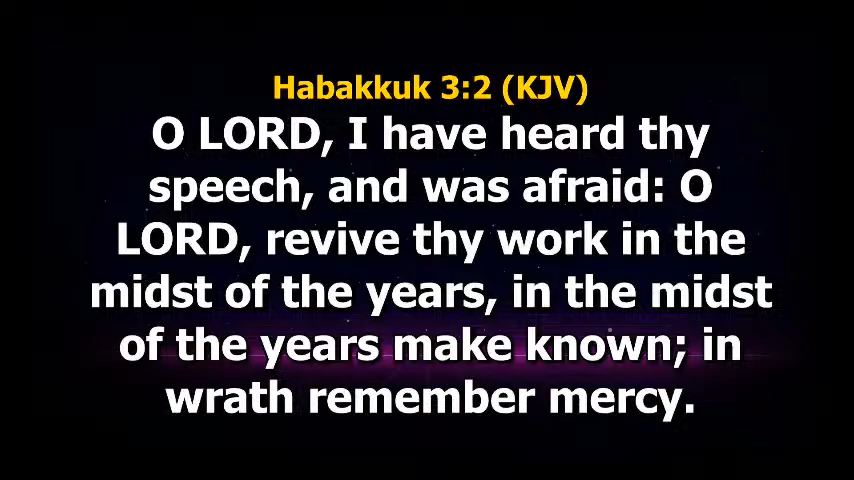 Habakkuk 3:2 (KJV)
O LORD, I have heard thy
speech, and was afraid: O
LORD, revive thy work in the
midst of the years, in the midst
of the years make known; in
wrath remember mercy.